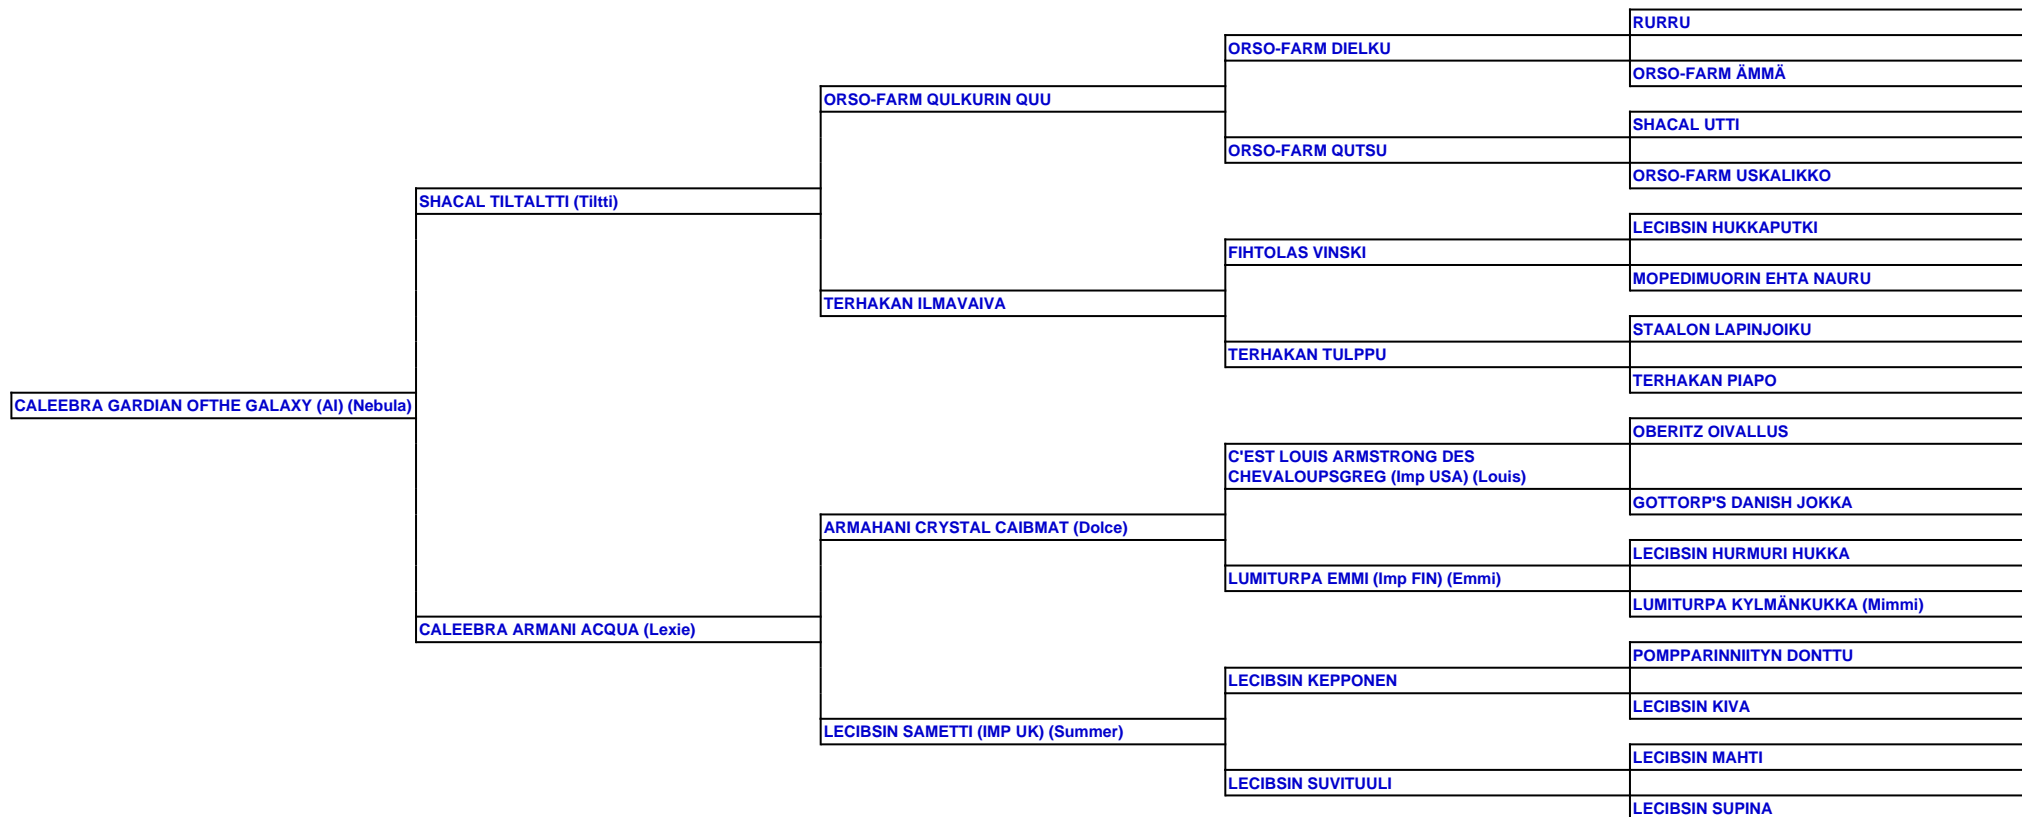 RURRU
ORSO-FARM DIELKU
ORSO-FARM ÄMMÄ
ORSO-FARM QULKURIN QUU
SHACAL UTTI
ORSO-FARM QUTSU
ORSO-FARM USKALIKKO
SHACAL TILTALTTI (Tiltti)
LECIBSIN HUKKAPUTKI
FIHTOLAS VINSKI
MOPEDIMUORIN EHTA NAURU
TERHAKAN ILMAVAIVA
STAALON LAPINJOIKU
TERHAKAN TULPPU
TERHAKAN PIAPO
CALEEBRA GARDIAN OFTHE GALAXY (AI) (Nebula)
OBERITZ OIVALLUS
C'EST LOUIS ARMSTRONG DES
CHEVALOUPSGREG (Imp USA) (Louis)
GOTTORP'S DANISH JOKKA
ARMAHANI CRYSTAL CAIBMAT (Dolce)
LECIBSIN HURMURI HUKKA
LUMITURPA EMMI (Imp FIN) (Emmi)
LUMITURPA KYLMÄNKUKKA (Mimmi)
CALEEBRA ARMANI ACQUA (Lexie)
POMPPARINNIITYN DONTTU
LECIBSIN KEPPONEN
LECIBSIN KIVA
LECIBSIN SAMETTI (IMP UK) (Summer)
LECIBSIN MAHTI
LECIBSIN SUVITUULI
LECIBSIN SUPINA